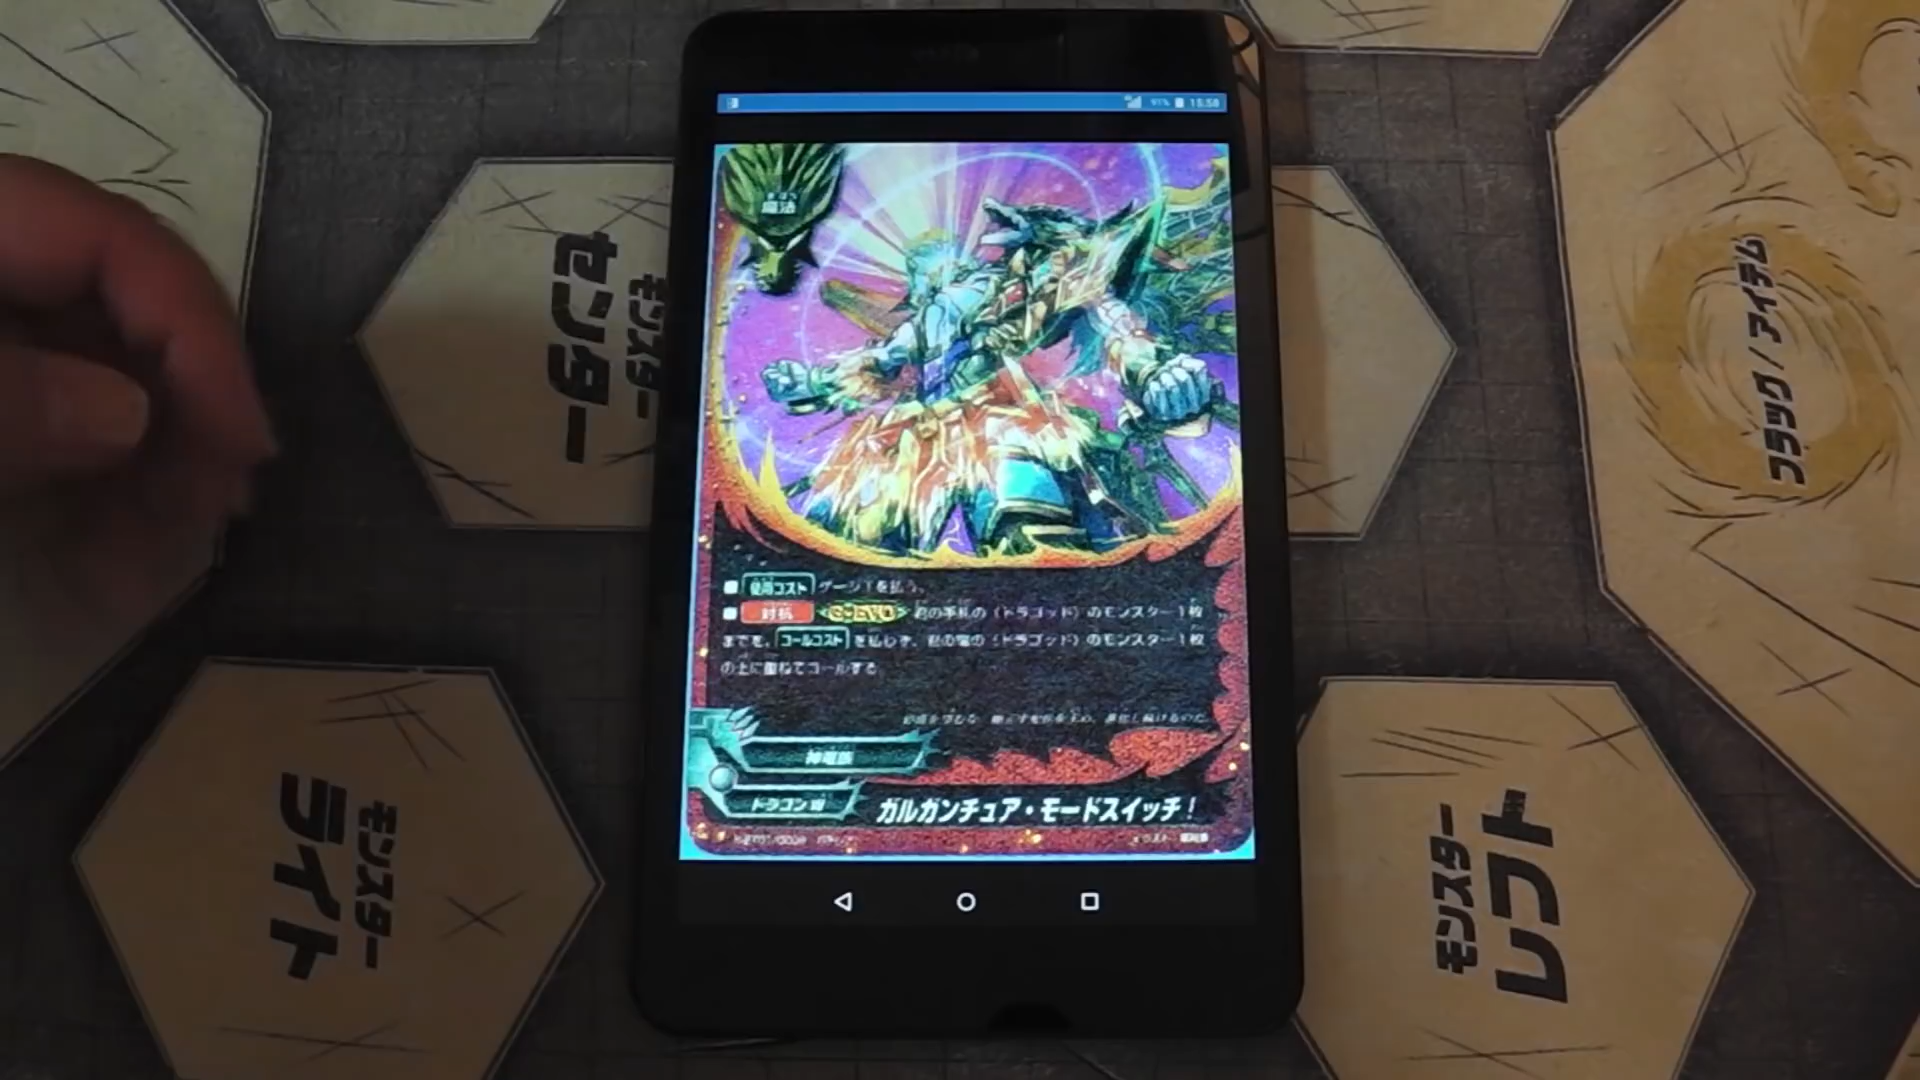 91% 15:58
魔法
使用コスト ゲージ1を払う。
対抗 君の手札の《ドラゴッド》のモンスター1枚
までを、コールコストを払わず、君の場の《ドラゴッド》のモンスター1枚
の上に重ねてコールする。
神竜族
ドラゴンW
ガルガンチュア・モードスイッチ!
モンスター
センター
モンスター
ライト
モンスター
レフト
フラッグ/アイテム